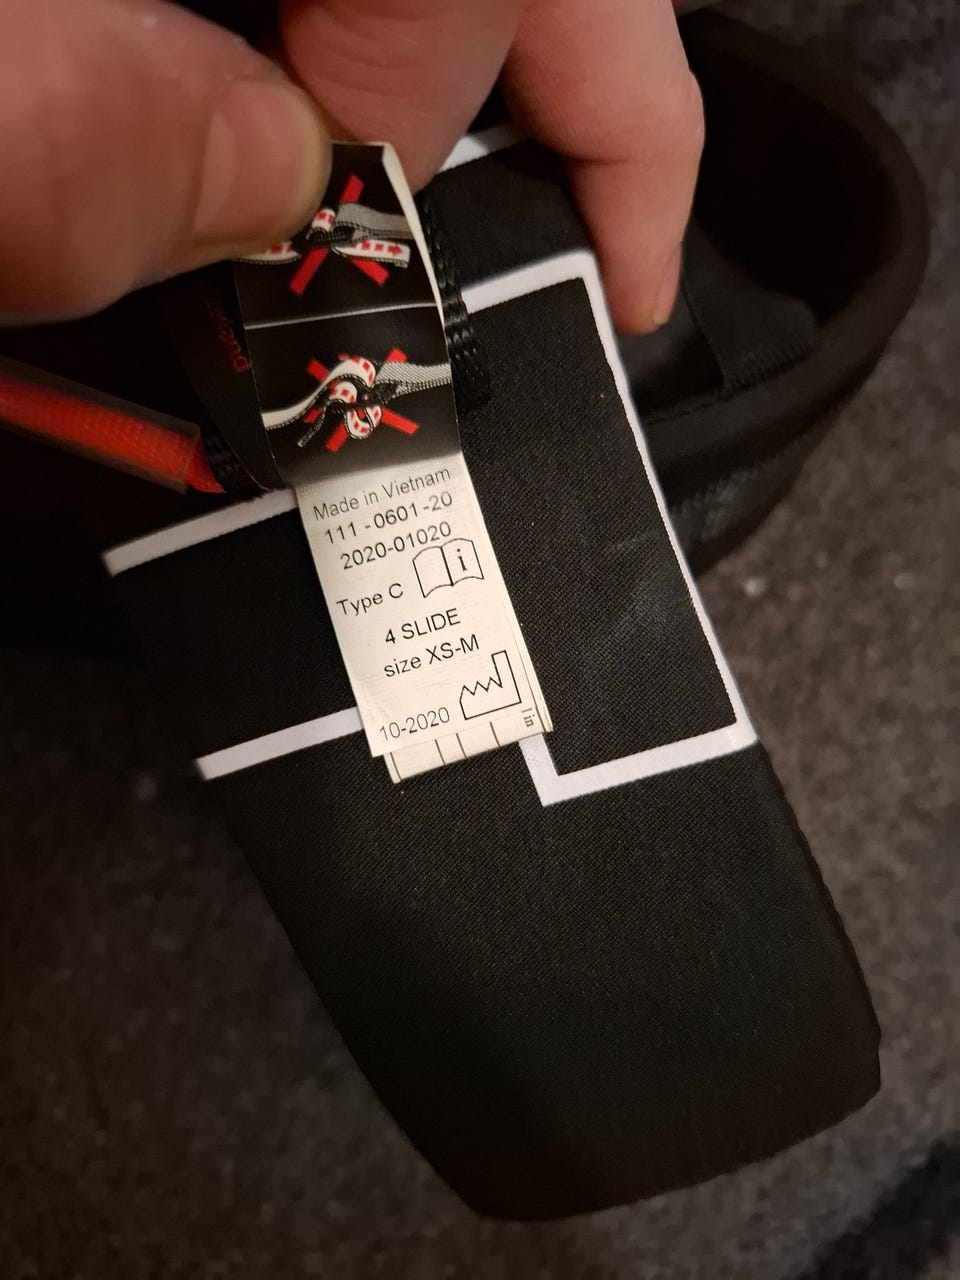 Made in Vietnam
111 - 0601 - 20
2020-01020
Type C
i
4 SLIDE
size XS-M
10-2020